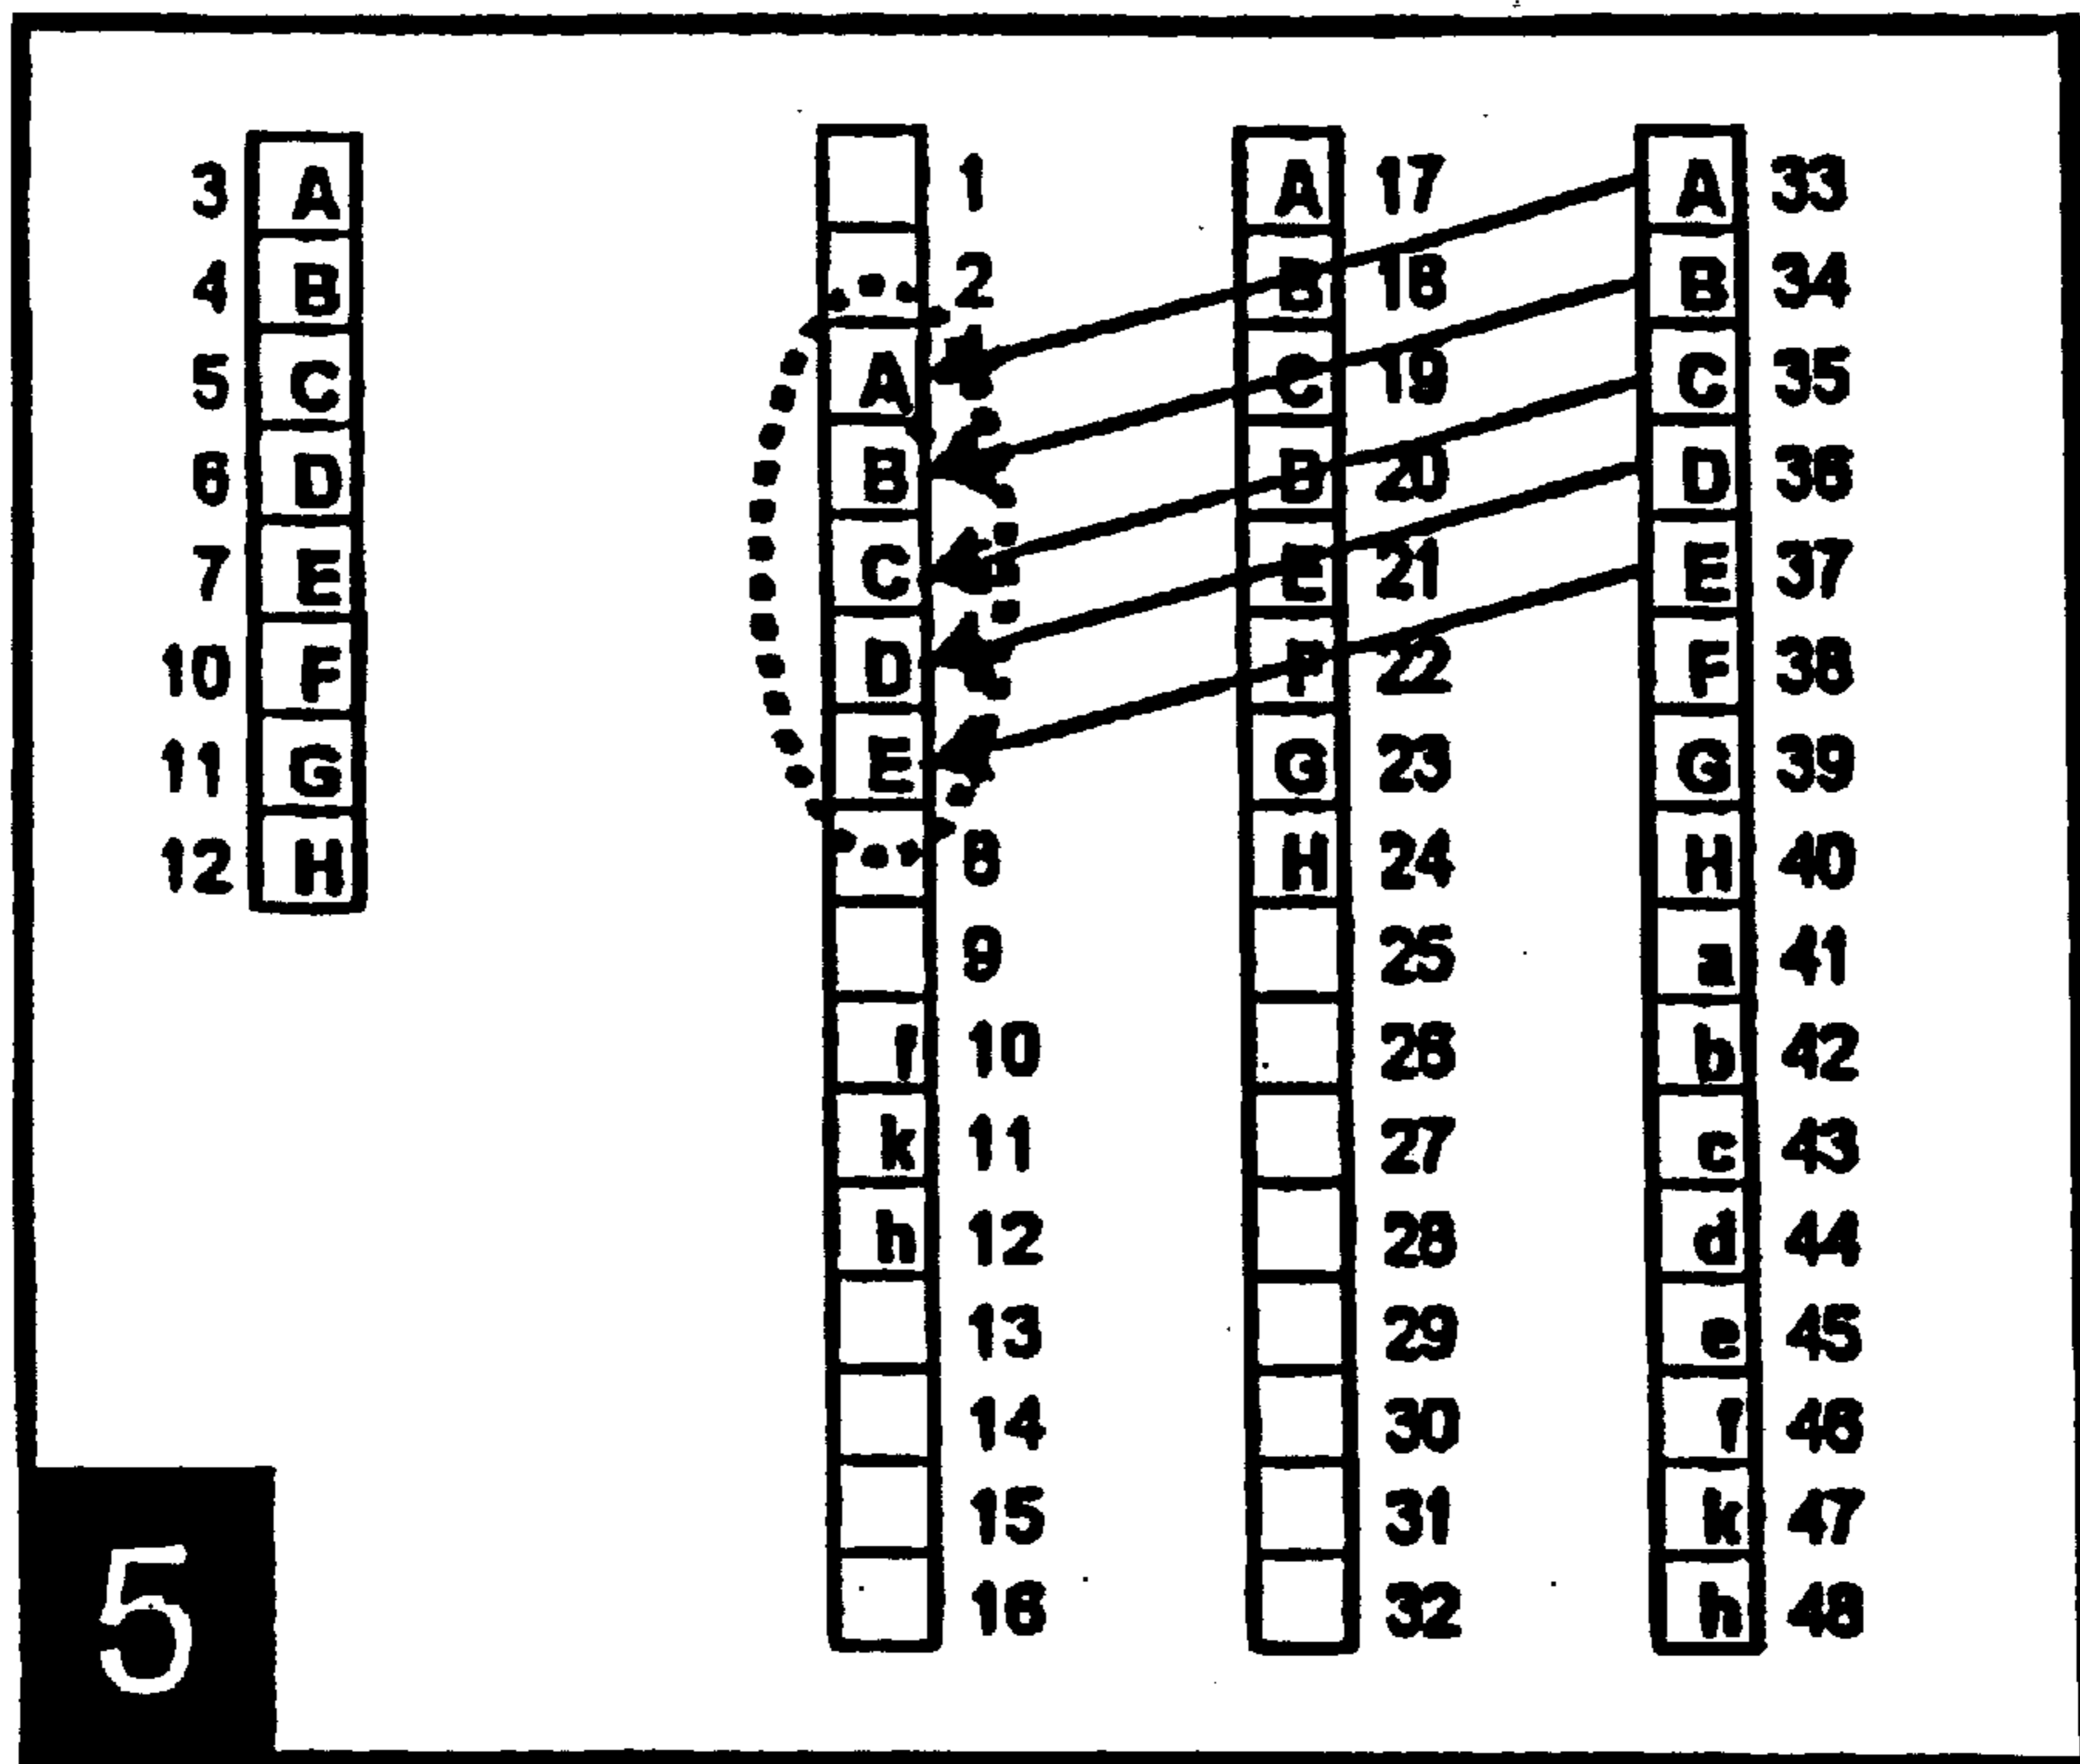 3 A 1 A 17 A 33
4 B 2 B 18 B 34
5 C A C 19 C 35
6 D B D 20 D 36
7 E C E 21 E 37
10 F D F 22 F 38
11 G E G 23 G 39
12 H 8 H 24 H 40
9 25 a 41
f 10 26 b 42
k 11 27 c 43
h 12 28 d 44
13 29 e 45
14 30 f 46
15 31 k 47
16 32 h 48
5